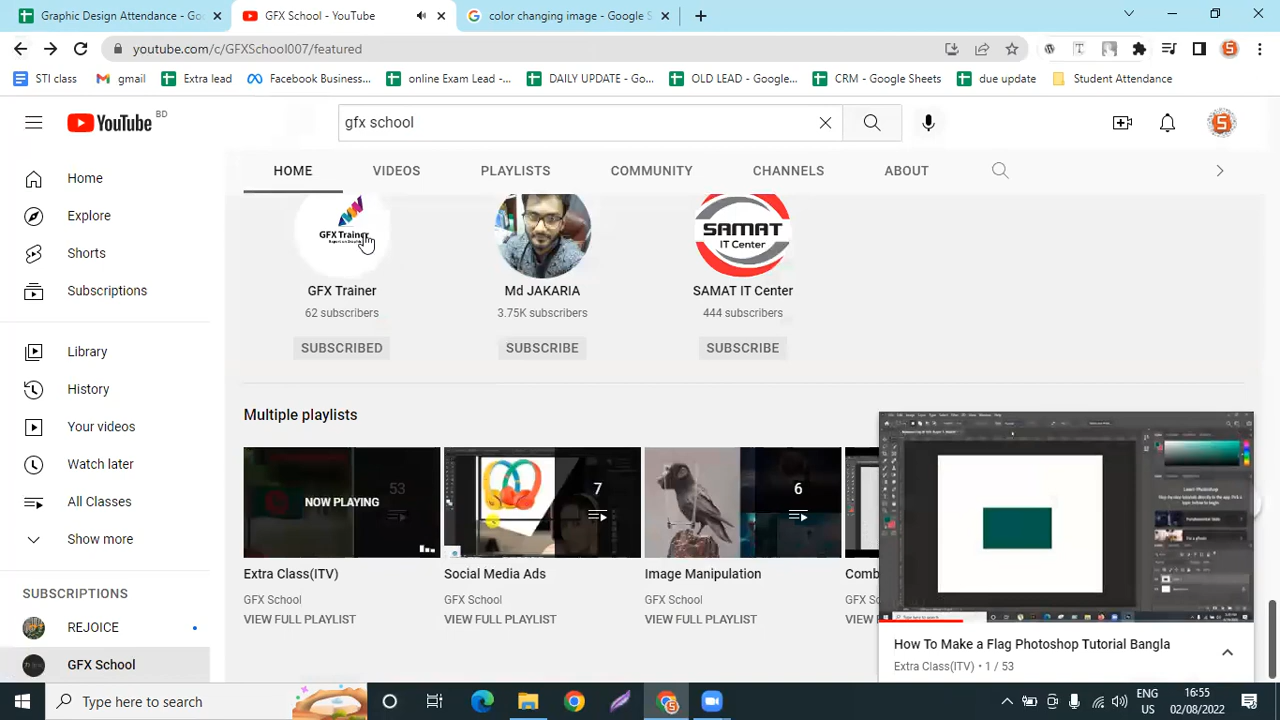 Graphic Design Attendance - Go
GFX School - YouTube
color changing image - Google S
youtube.com/c/GFXSchool007/featured
STI class
gmail
Extra lead
Facebook Business...
online Exam Lead -...
DAILY UPDATE - Go...
OLD LEAD - Google...
CRM - Google Sheets
due update
Student Attendance
YouTube BD
gfx school
HOME
VIDEOS
PLAYLISTS
COMMUNITY
CHANNELS
ABOUT
Home
Explore
Shorts
Subscriptions
Library
History
Your videos
Watch later
All Classes
Show more
SUBSCRIPTIONS
REJOICE
GFX School
GFX Trainer
SAMAT
IT Center
GFX Trainer
Md JAKARIA
SAMAT IT Center
62 subscribers
3.75K subscribers
444 subscribers
SUBSCRIBED
SUBSCRIBE
SUBSCRIBE
Multiple playlists
NOW PLAYING
53
7
6
Extra Class(ITV)
Social Media Ads
Image Manipulation
Comb
GFX School
GFX School
GFX School
GFX Sc
VIEW FULL PLAYLIST
VIEW FULL PLAYLIST
VIEW FULL PLAYLIST
VIEW F
How To Make a Flag Photoshop Tutorial Bangla
Extra Class(ITV) • 1 / 53
Type here to search
ENG
US
16:55
02/08/2022